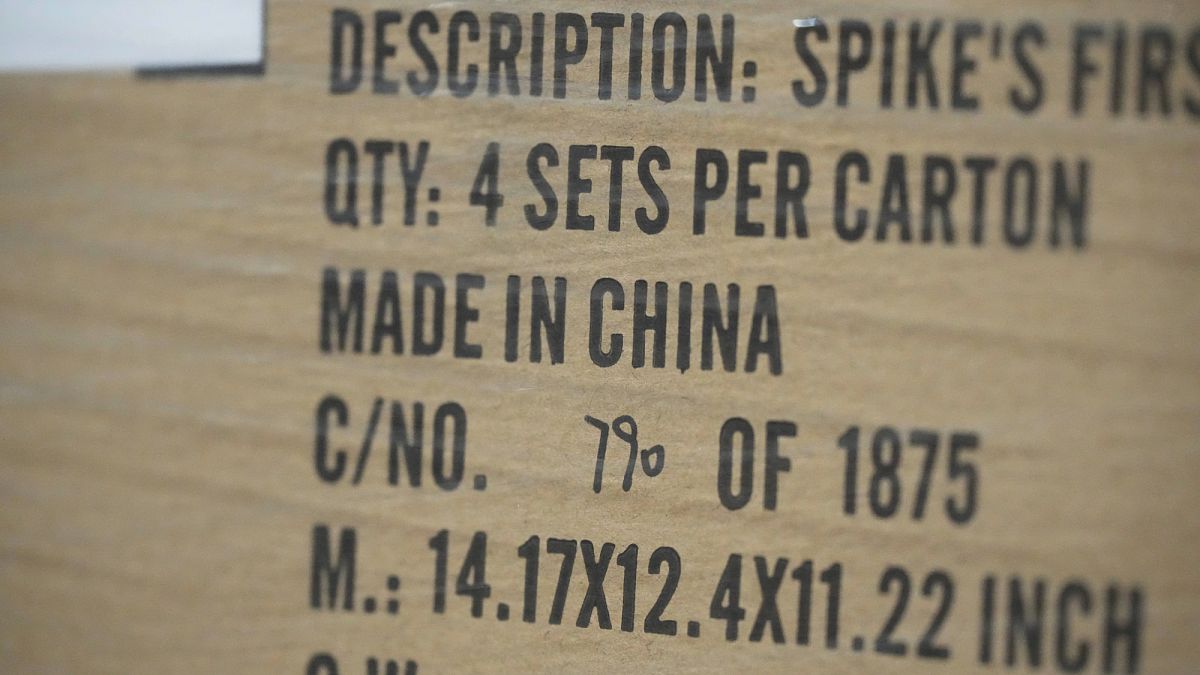 DESCRIPTION: SPIKE'S FIRS
QTY: 4 SETS PER CARTON
MADE IN CHINA
C/NO. 790 OF 1875
M.: 14.17X12.4X11.22 INCH